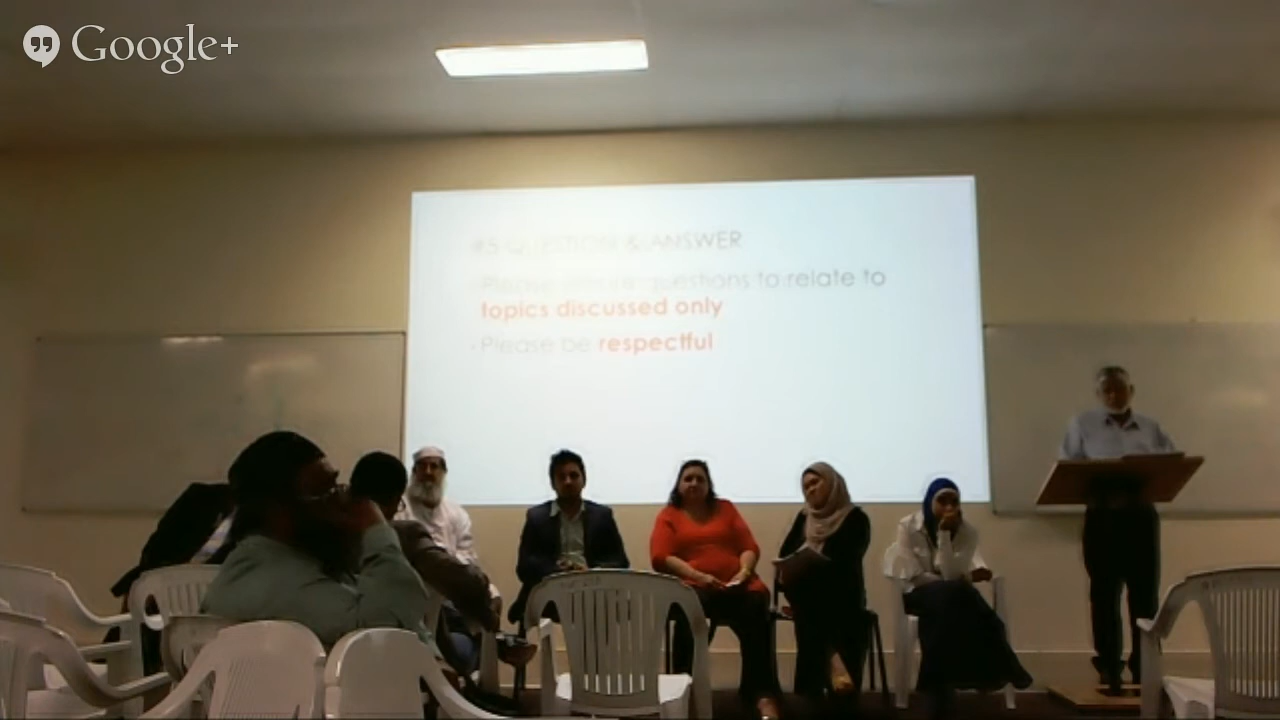 Google+
#5 QUESTION & ANSWER
questions to relate to
topics discussed only
Please be respectful